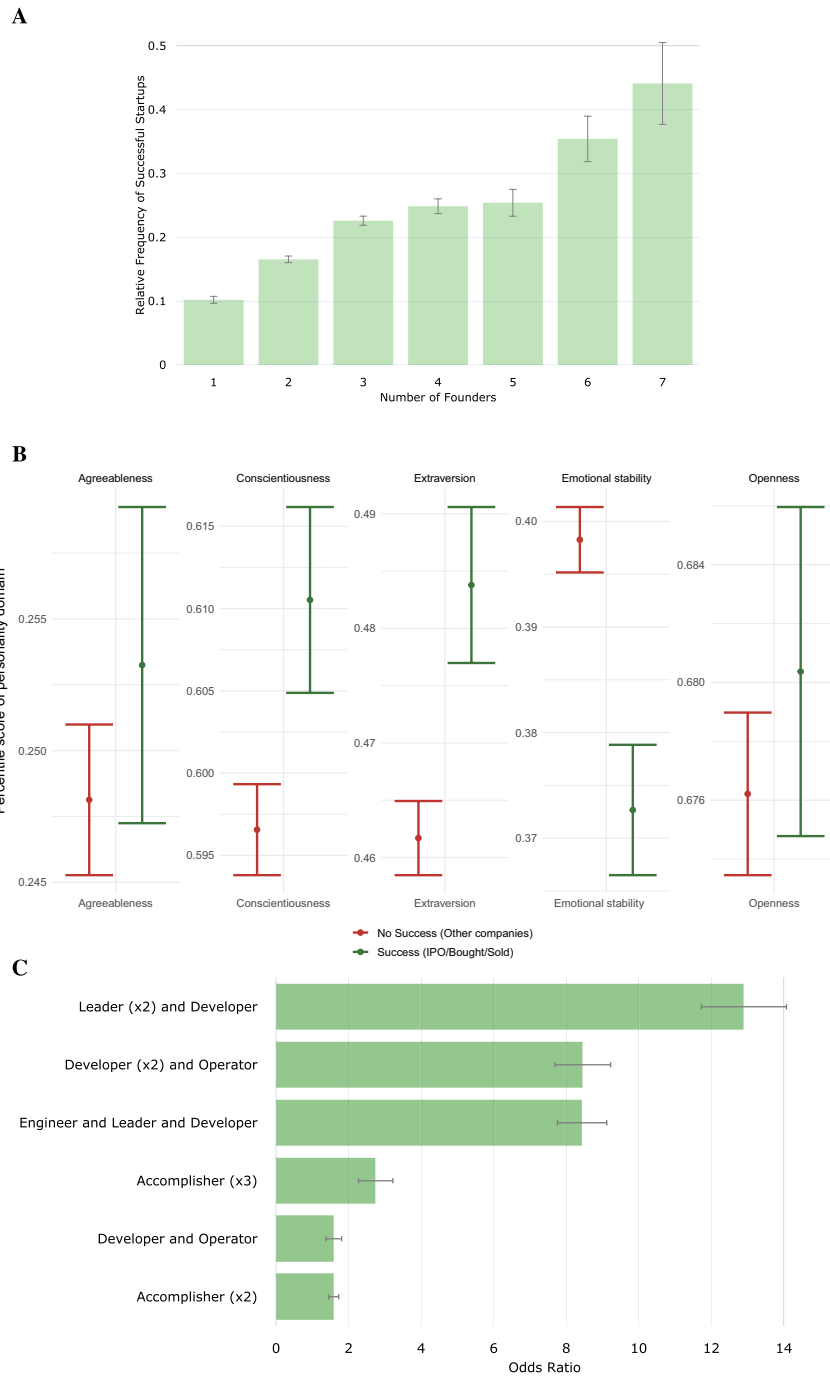 A
Relative Frequency of Successful Startups
0.5
0.4
0.3
0.2
0.1
0
1 2 3 4 5 6 7
Number of Founders
B
Percentile score of personality domain
Agreeableness
0.255
0.250
0.245
Agreeableness
Conscientiousness
0.615
0.610
0.605
0.600
0.595
Conscientiousness
Extraversion
0.49
0.48
0.47
0.46
Extraversion
Emotional stability
0.40
0.39
0.38
0.37
Emotional stability
Openness
0.684
0.680
0.676
Openness
No Success (Other companies)
Success (IPO/Bought/Sold)
C
Leader (x2) and Developer
Developer (x2) and Operator
Engineer and Leader and Developer
Accomplisher (x3)
Developer and Operator
Accomplisher (x2)
0 2 4 6 8 10 12 14
Odds Ratio